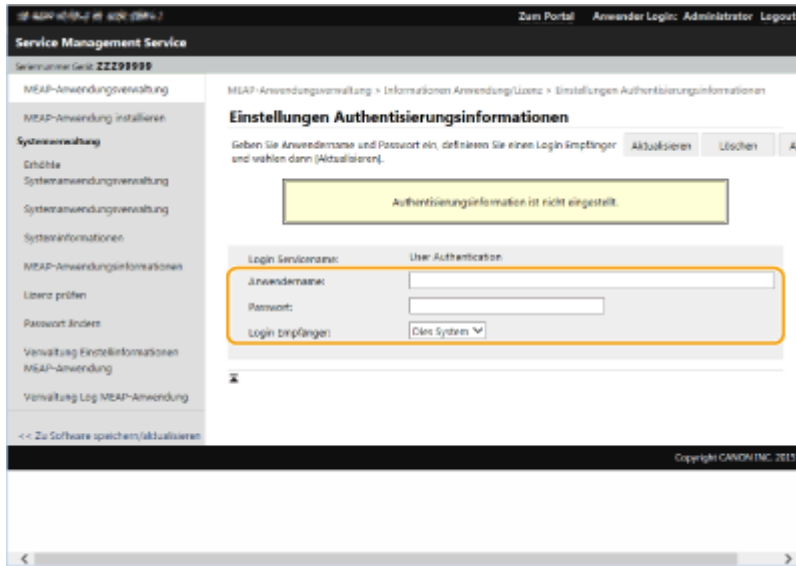 Zum Portal Anwender Login: Administrator Logout
Service Management Service
Seriennummer Gerät: ZZZ99999
MEAP-Anwendungsverwaltung
MEAP-Anwendung installieren
Systemverwaltung
Erhöhte
Systemanwendungsverwaltung
Systemanwendungsverwaltung
Systeminformationen
MEAP-Anwendungsinformationen
Lizenz prüfen
Passwort ändern
Verwaltung Einstellinformationen
MEAP-Anwendung
Verwaltung Log MEAP-Anwendung
<< Zu Software speichern/aktualisieren
MEAP-Anwendungsverwaltung > Informationen Anwendung/Lizenz > Einstellungen Authentisierungsinformationen
Einstellungen Authentisierungsinformationen
Geben Sie Anwendername und Passwort ein, definieren Sie einen Login Empfänger
und wählen dann [Aktualisieren].
Aktualisieren Löschen A
Authentisierungsinformation ist nicht eingestellt.
Login Servicename: User Authentication
Anwendername:
Passwort:
Login Empfänger: Dies System
Copyright CANON INC. 2015